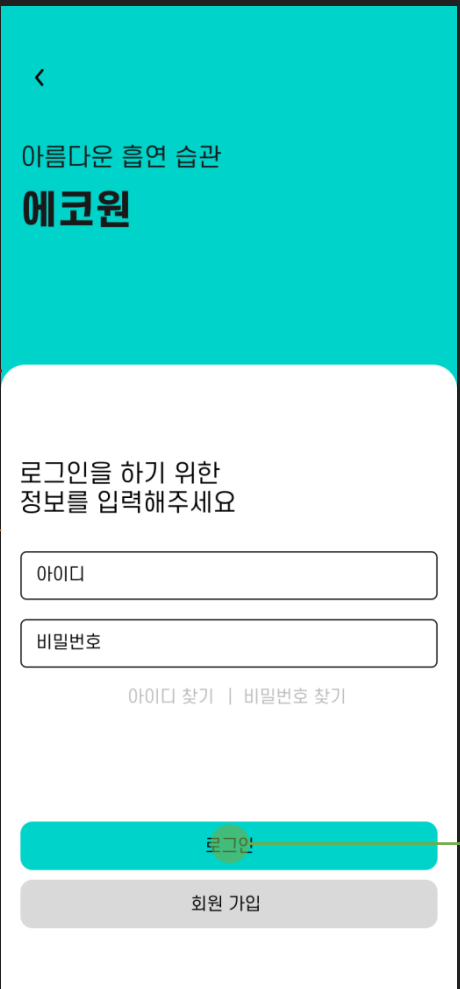 아름다운 흡연 습관
에코원
로그인을 하기 위한
정보를 입력해주세요
아이디
비밀번호
아이디 찾기 | 비밀번호 찾기
로그인
회원 가입